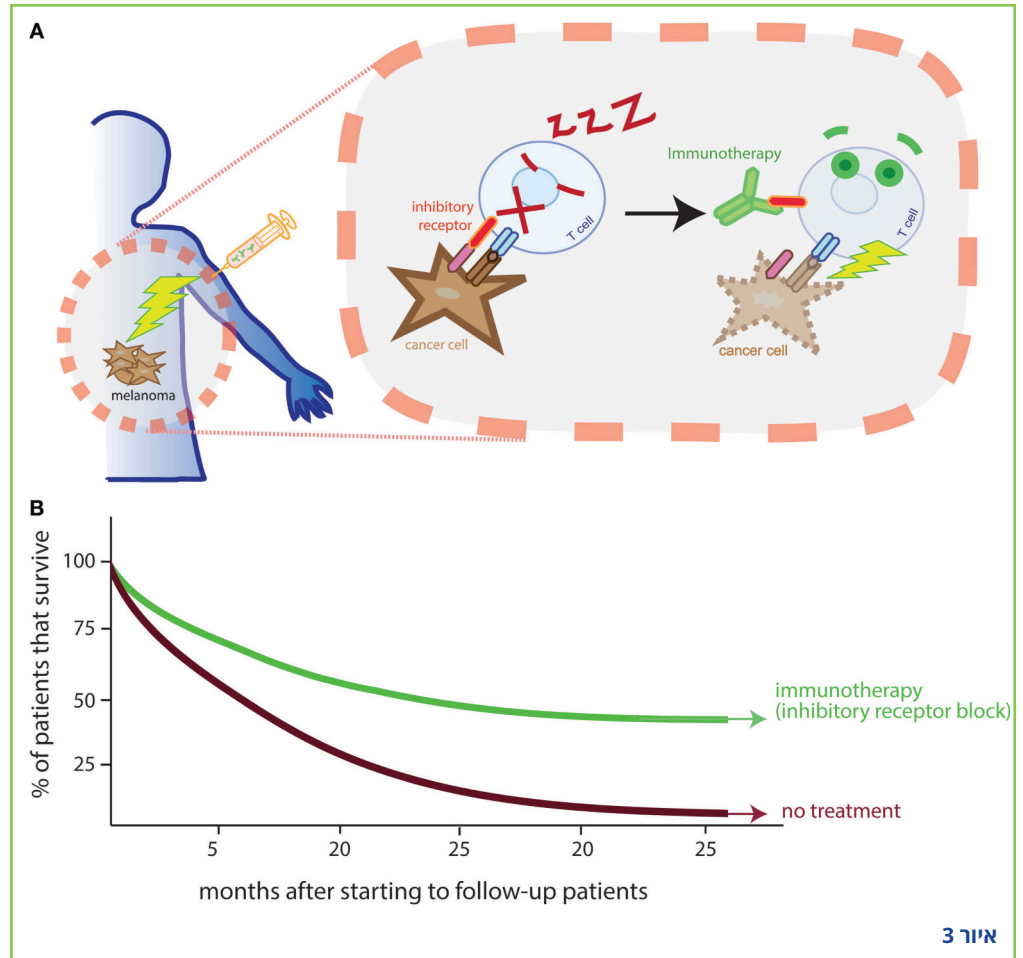 A
zzZ
Immunotherapy
inhibitory
receptor
T cell
T cell
cancer cell
cancer cell
melanoma
B
% of patients that survive
100
75
50
25
immunotherapy
(inhibitory receptor block)
no treatment
5 20 25 20 25
months after starting to follow-up patients
איור 3